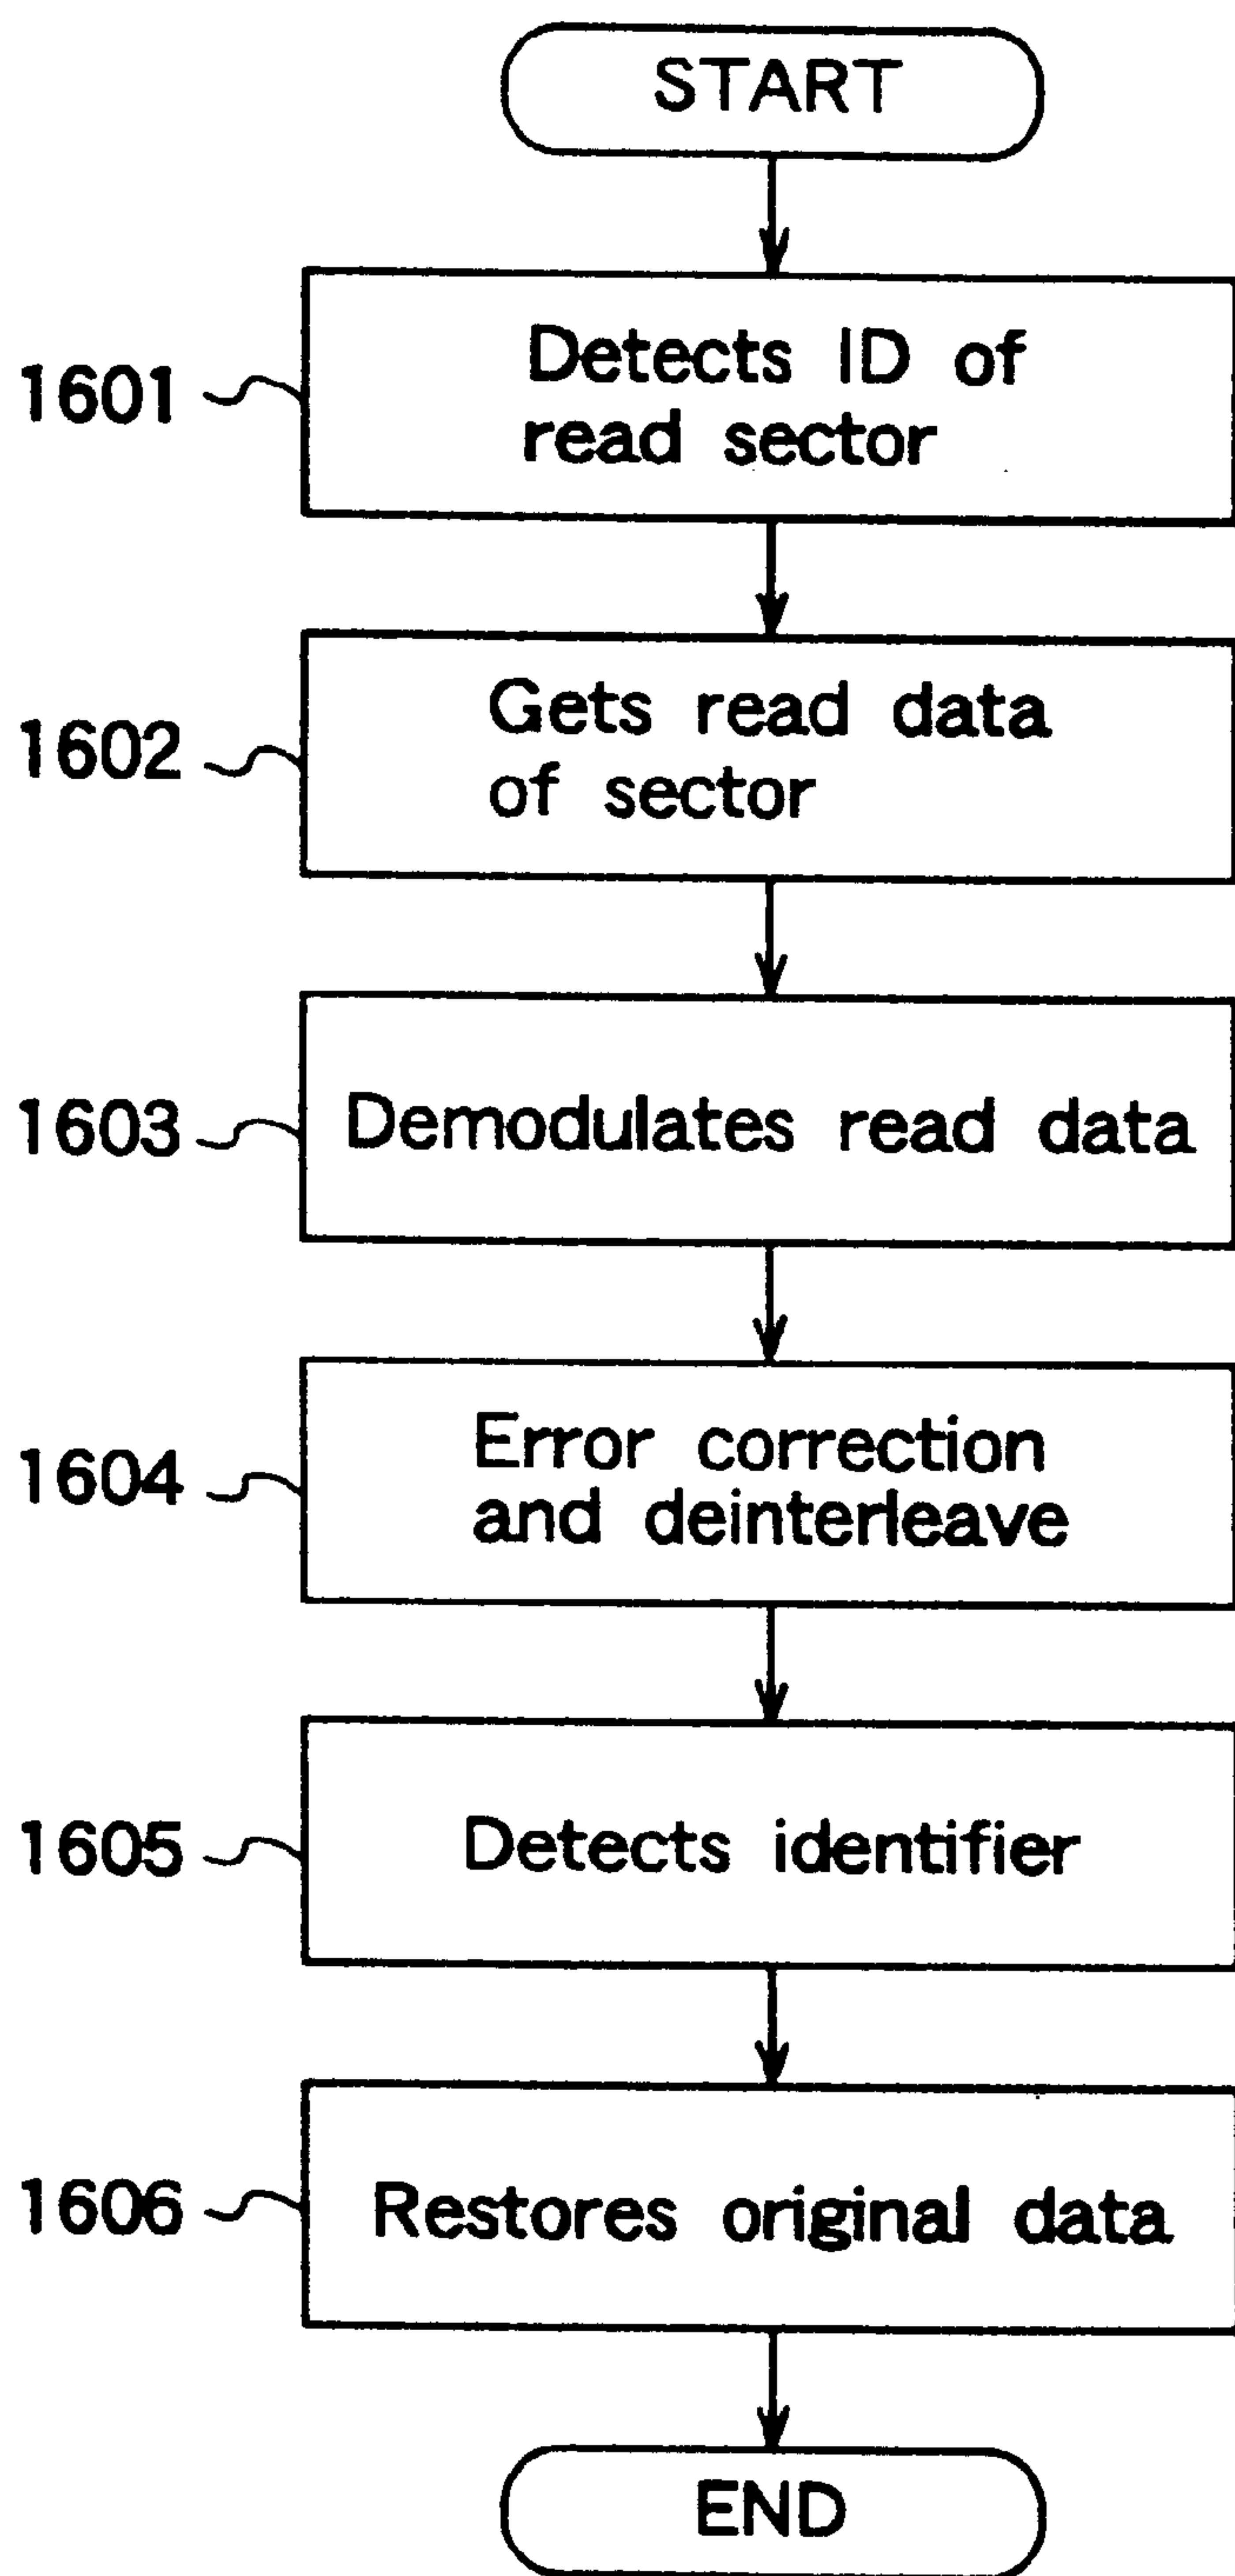 START
1601
Detects ID of
read sector
1602
Gets read data
of sector
1603
Demodulates read data
1604
Error correction
and deinterleave
1605
Detects identifier
1606
Restores original data
END